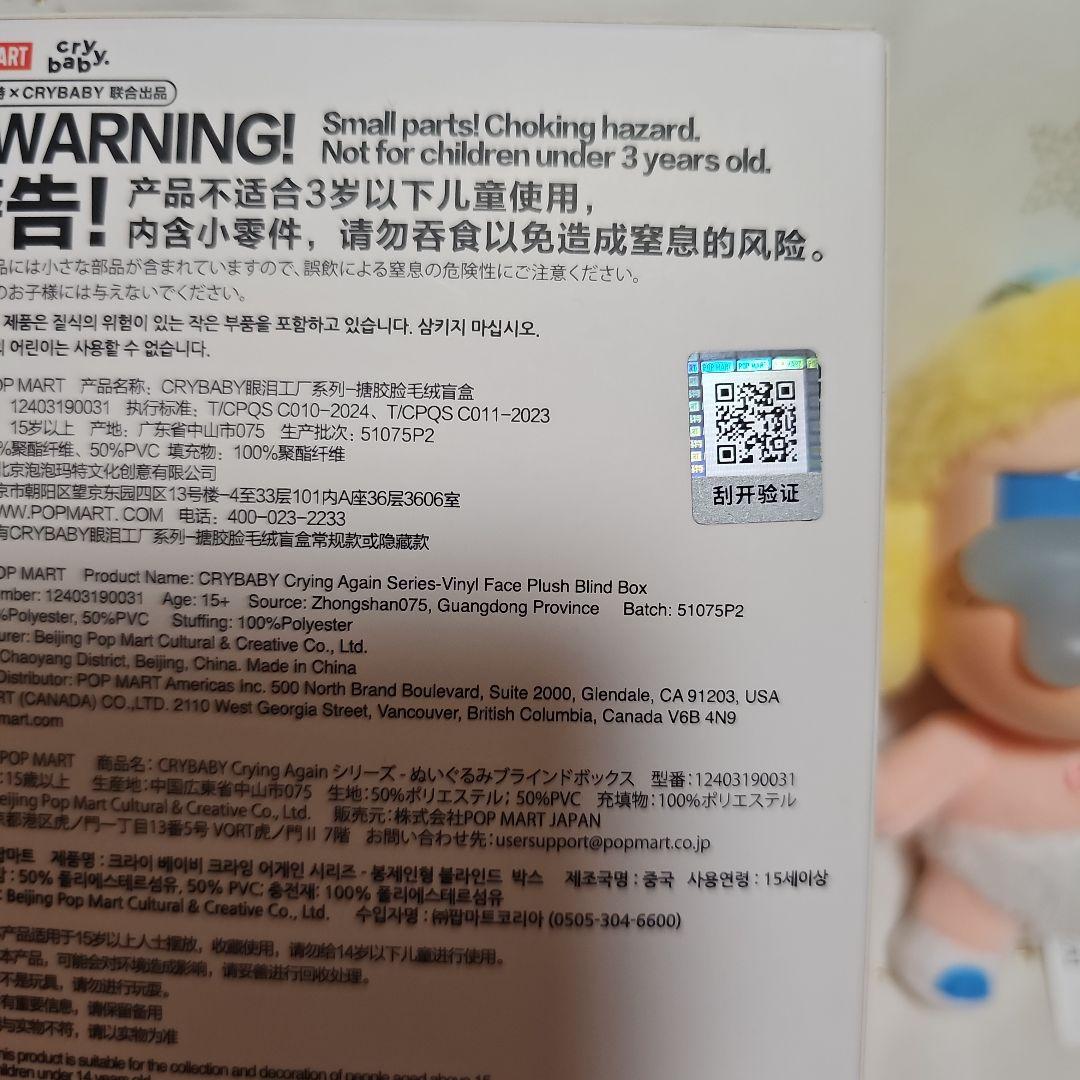 ART cry baby.
×CRYBABY 联合出品
WARNING! Small parts! Choking hazard.
Not for children under 3 years old.
告! 产品不适合3岁以下儿童使用，
内含小零件，请勿吞食以免造成窒息的风险。
品には小さな部品が含まれていますので、誤飲による窒息の危険性にご注意ください。
のお子様には与えないでください。
제품은 질식의 위험이 있는 작은 부품을 포함하고 있습니다. 삼키지 마십시오.
어린이는 사용할 수 없습니다.
OP MART 产品名称：CRYBABY眼泪工厂系列-搪胶脸毛绒盲盒
12403190031 执行标准：T/CPQS C010-2024、T/CPQS C011-2023
15岁以上 产地：广东省中山市075 生产批次：51075P2
%聚酯纤维、50%PVC 填充物：100%聚酯纤维
北京泡泡玛特文化创意有限公司
京市朝阳区望京东园四区13号楼-4至33层101内A座36层3606室
WW.POPMART.COM 电话：400-023-2233
有CRYBABY眼泪工厂系列-搪胶脸毛绒盲盒常规款或隐藏款
POP MART
刮开验证
OP MART Product Name: CRYBABY Crying Again Series-Vinyl Face Plush Blind Box
mber: 12403190031 Age: 15+ Source: Zhongshan075, Guangdong Province Batch: 51075P2
%Polyester, 50%PVC Stuffing: 100%Polyester
urer: Beijing Pop Mart Cultural & Creative Co., Ltd.
Chaoyang District, Beijing, China. Made in China
Distributor: POP MART Americas Inc. 500 North Brand Boulevard, Suite 2000, Glendale, CA 91203, USA
RT (CANADA) CO.,LTD. 2110 West Georgia Street, Vancouver, British Columbia, Canada V6B 4N9
mart.com
POP MART 商品名：CRYBABY Crying Again シリーズ - ぬいぐるみブラインドボックス 型番：12403190031
：15歳以上 生産地：中国広東省中山市075 生地：50%ポリエステル；50%PVC 充填物：100%ポリエステル
eijing Pop Mart Cultural & Creative Co., Ltd. 販売元：株式会社POP MART JAPAN
京都港区虎ノ門一丁目13番5号 VORT虎ノ門II 7階 お問い合わせ先：usersupport@popmart.co.jp
팝마트 제품명 : 크라이 베이비 크라잉 어게인 시리즈 - 봉제인형 블라인드 박스 제조국명 : 중국 사용연령 : 15세이상
: 50% 폴리에스테르섬유, 50% PVC; 충전재: 100% 폴리에스테르섬유
: Beijing Pop Mart Cultural & Creative Co., Ltd. 수입자명 : ㈜팝마트코리아 (0505-304-6600)
产品适用于15岁以上人士摆放，收藏使用，请勿给14岁以下儿童进行使用。
本产品，可能会对环境造成影响，请妥善进行回收处理。
不是玩具，请勿进行玩耍。
有重要信息，请保留备用
与实物不符，请以实物为准
his product is suitable for the collection and decoration of people aged above 15
hildren under 14 years old